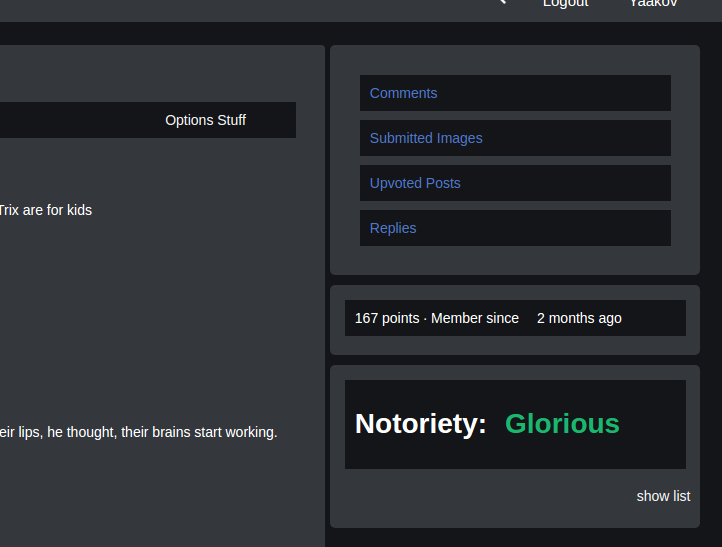 Logout Yaakov
Options Stuff
Trix are for kids
eir lips, he thought, their brains start working.
Comments
Submitted Images
Upvoted Posts
Replies
167 points · Member since 2 months ago
Notoriety: Glorious
show list